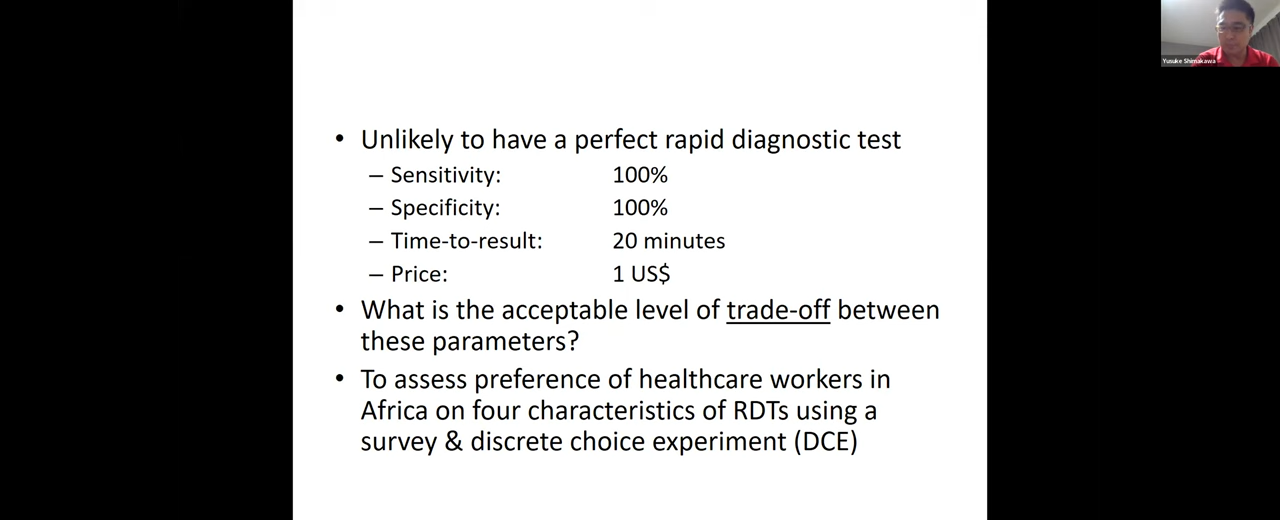 Yusuke Shimakawa
• Unlikely to have a perfect rapid diagnostic test
– Sensitivity: 100%
– Specificity: 100%
– Time-to-result: 20 minutes
– Price: 1 US$
• What is the acceptable level of trade-off between
these parameters?
• To assess preference of healthcare workers in
Africa on four characteristics of RDTs using a
survey & discrete choice experiment (DCE)